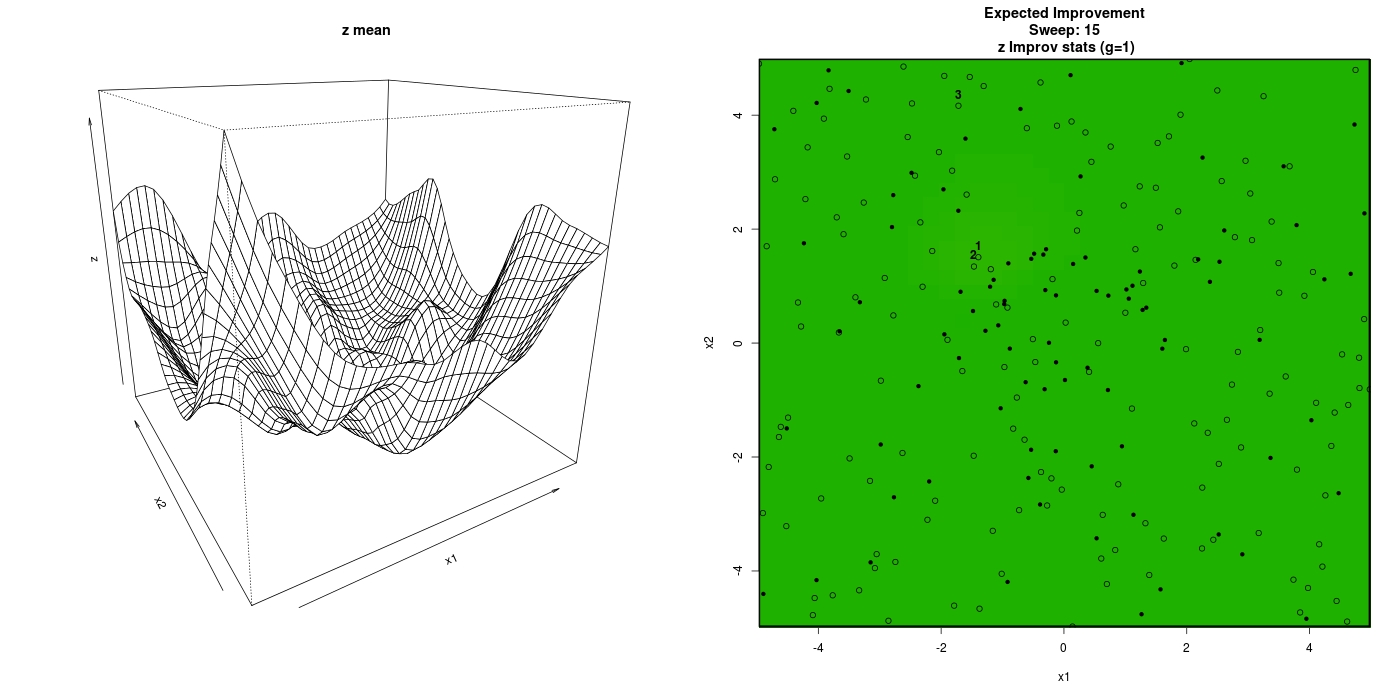 z mean
z
x2
x1
Expected Improvement
Sweep: 15
z Improv stats (g=1)
3
1
2
4
2
0
-2
-4
x2
-4
-2
0
2
4
x1